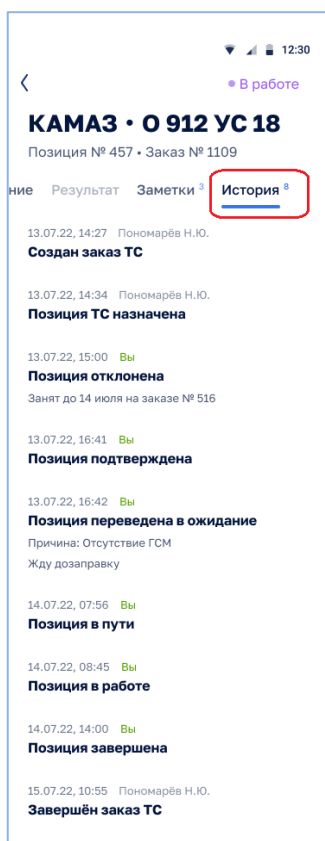 12:30
В работе
КАМАЗ • О 912 УС 18
Позиция № 457 • Заказ № 1109
ние Результат Заметки 3 История 8
13.07.22, 14:27 Пономарёв Н.Ю.
Создан заказ ТС
13.07.22, 14:34 Пономарёв Н.Ю.
Позиция ТС назначена
13.07.22, 15:00 Вы
Позиция отклонена
Занят до 14 июля на заказе № 516
13.07.22, 16:41 Вы
Позиция подтверждена
13.07.22, 16:42 Вы
Позиция переведена в ожидание
Причина: Отсутствие ГСМ
Жду дозаправку
14.07.22, 07:56 Вы
Позиция в пути
14.07.22, 08:45 Вы
Позиция в работе
14.07.22, 14:00 Вы
Позиция завершена
15.07.22, 10:55 Пономарёв Н.Ю.
Завершён заказ ТС